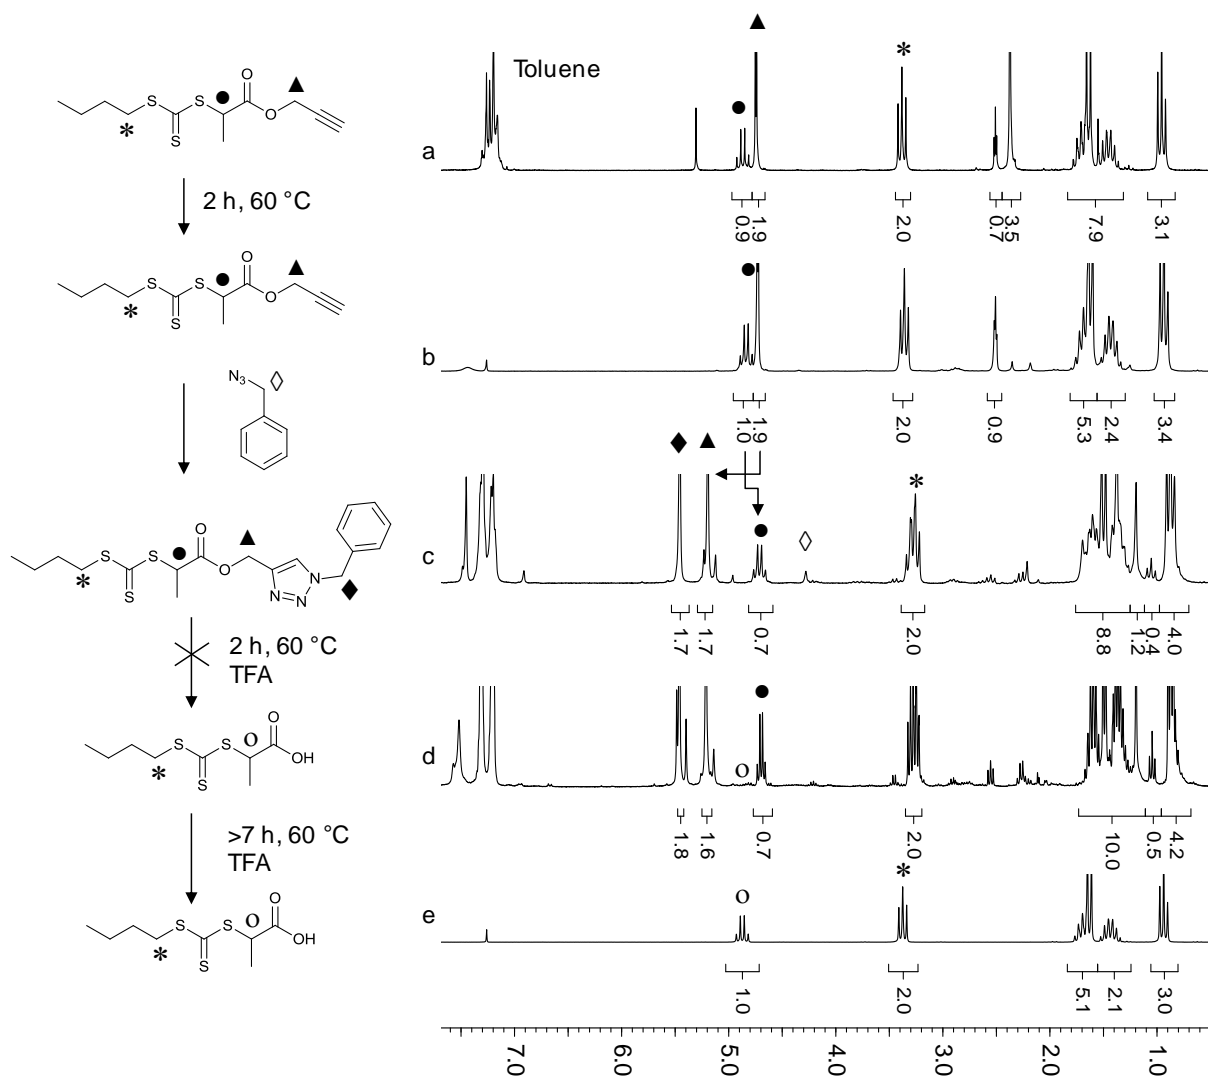 Toluene
a
0.9
1.9
2.0
0.7
3.5
7.9
3.1
b
1.0
1.9
2.0
0.9
5.3
2.4
3.4
c
1.7
1.7
0.7
2.0
8.8
1.2
0.4
4.0
d
1.8
1.6
0.7
2.0
10.0
0.5
4.2
e
1.0
2.0
5.1
2.1
3.0
7.0
6.0
5.0
4.0
3.0
2.0
1.0
S
S
S
O
O
*
2 h, 60 °C
S
S
S
O
O
*
N3
S
S
S
O
O
N
N
N
*
2 h, 60 °C
TFA
S
S
S
O
OH
*
>7 h, 60 °C
TFA
S
S
S
O
OH
*